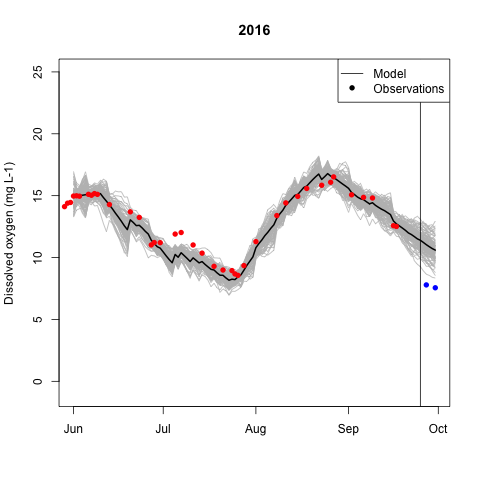 2016
Model
Observations
Dissolved oxygen (mg L-1)
25
20
15
10
5
0
Jun
Jul
Aug
Sep
Oct